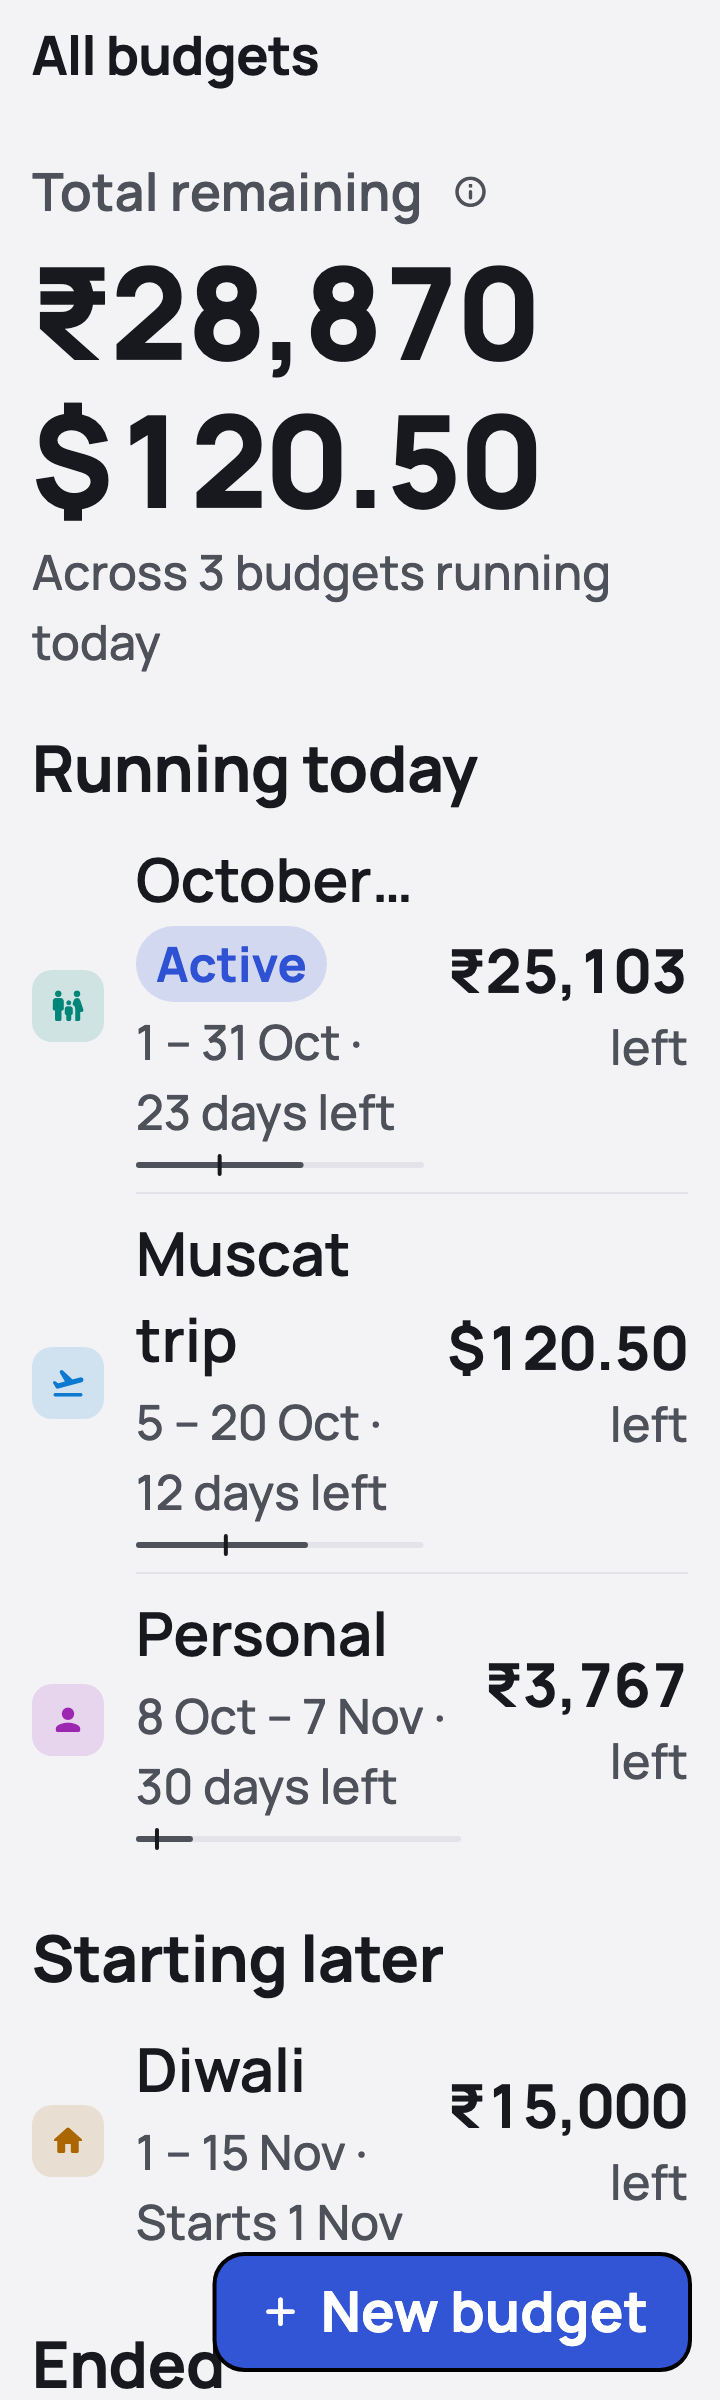 All budgets
Total remaining
₹28,870
$120.50
Across 3 budgets running
today
Running today
October…
Active
₹25,103
left
1 – 31 Oct ·
23 days left
Muscat
trip
$120.50
left
5 – 20 Oct ·
12 days left
Personal
₹3,767
left
8 Oct – 7 Nov ·
30 days left
Starting later
Diwali
₹15,000
left
1 – 15 Nov ·
Starts 1 Nov
+ New budget
Ended